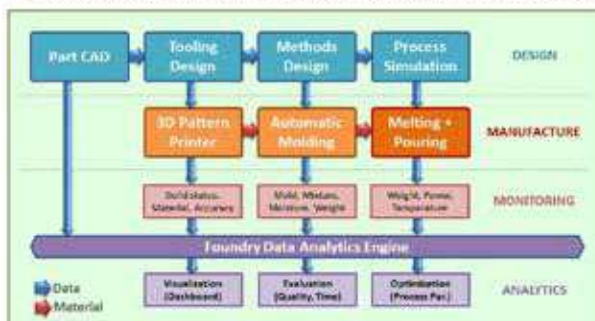 Part CAD
Tooling
Design
Methods
Design
Process
Simulation
DESIGN
3D Pattern
Printer
Automatic
Molding
Melting +
Pouring
MANUFACTURE
Build status,
Material, Accuracy
Mold, Mixture,
Moisture, Weight
Weight, Power,
Temperature
MONITORING
Foundry Data Analytics Engine
Data
Material
Visualization
(Dashboard)
Evaluation
(Quality, Time)
Optimization
(Process Par.)
ANALYTICS